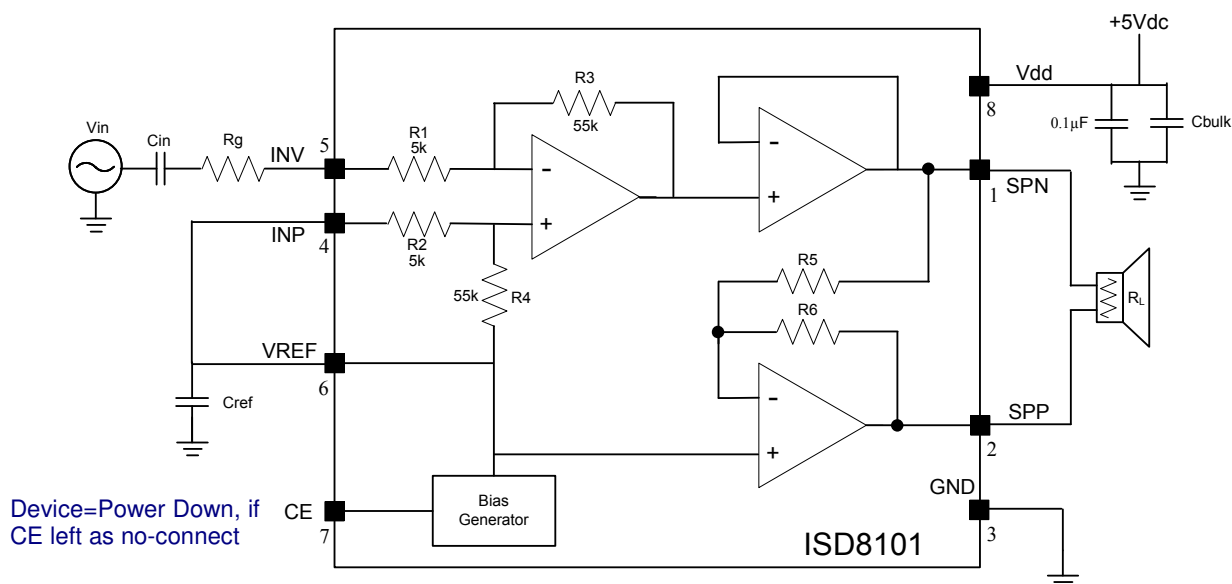 +5Vdc
Vdd
8
0.1µF
Cbulk
R3
55k
Vin
Cin
Rg
INV
5
R1
5k
-
+
-
+
1
SPN
INP
4
R2
5k
55k
R4
R5
R6
RL
VREF
6
Cref
-
+
SPP
2
Device=Power Down, if
CE left as no-connect
CE
7
Bias
Generator
GND
3
ISD8101